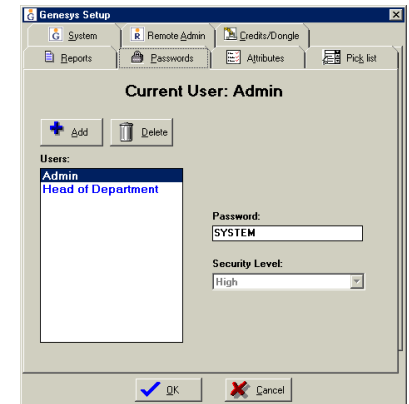 Genesys Setup
System
Remote Admin
Credits/Dongle
Reports
Passwords
Attributes
Pick list
Current User: Admin
Add
Delete
Users:
Admin
Head of Department
Password:
SYSTEM
Security Level:
High
OK
Cancel